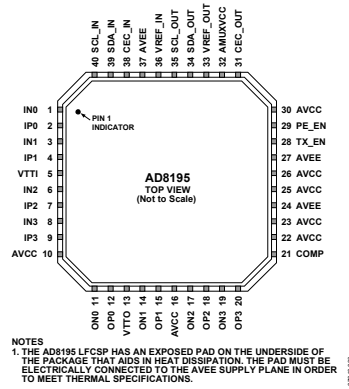 40 SCL_IN
39 SDA_IN
38 CEC_IN
37 AVEE
36 VREF_IN
35 SCL_OUT
34 SDA_OUT
33 VREF_OUT
32 AMUXVCC
31 CEC_OUT
IN0 1
IP0 2
IN1 3
IP1 4
VTTI 5
IN2 6
IP2 7
IN3 8
IP3 9
AVCC 10
PIN 1
INDICATOR
AD8195
TOP VIEW
(Not to Scale)
30 AVCC
29 PE_EN
28 TX_EN
27 AVEE
26 AVCC
25 AVCC
24 AVEE
23 AVCC
22 AVCC
21 COMP
ON0 11
OP0 12
VTTO 13
ON1 14
OP1 15
AVCC 16
ON2 17
OP2 18
ON3 19
OP3 20
NOTES
1. THE AD8195 LFCSP HAS AN EXPOSED PAD ON THE UNDERSIDE OF
THE PACKAGE THAT AIDS IN HEAT DISSIPATION. THE PAD MUST BE
ELECTRICALLY CONNECTED TO THE AVEE SUPPLY PLANE IN ORDER
TO MEET THERMAL SPECIFICATIONS.